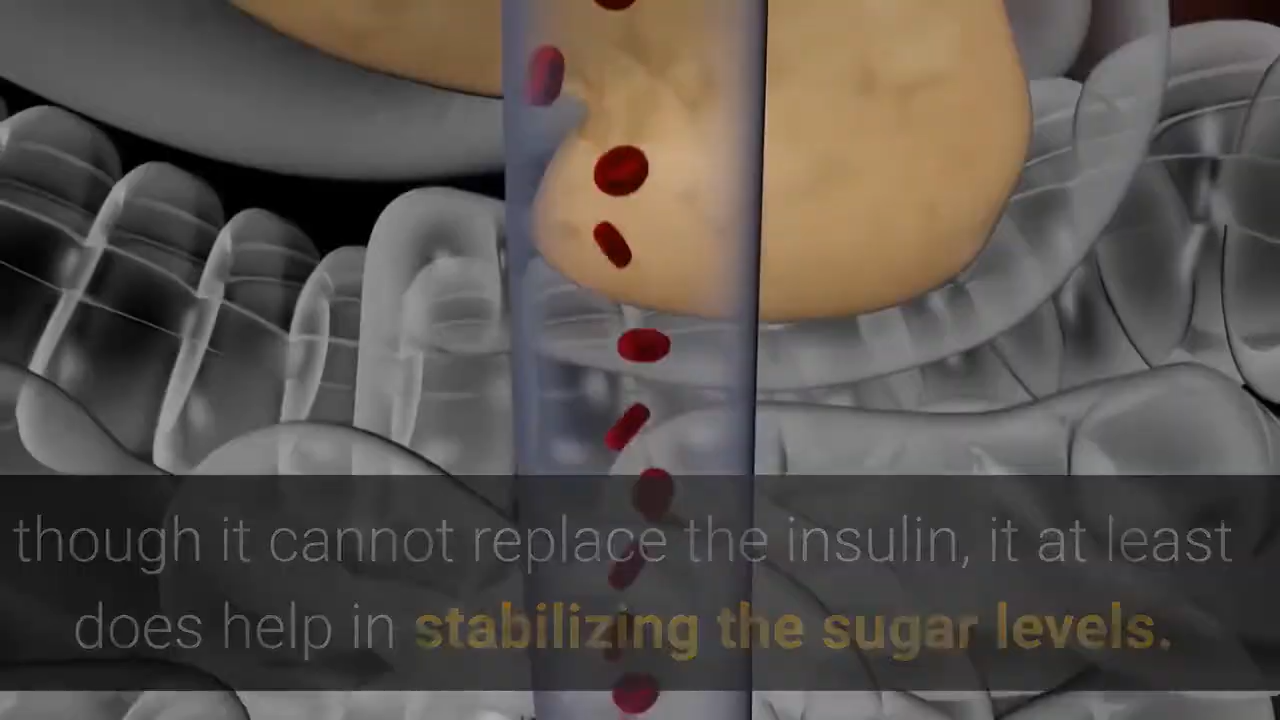 though it cannot replace the insulin, it at least
does help in stabilizing the sugar levels.